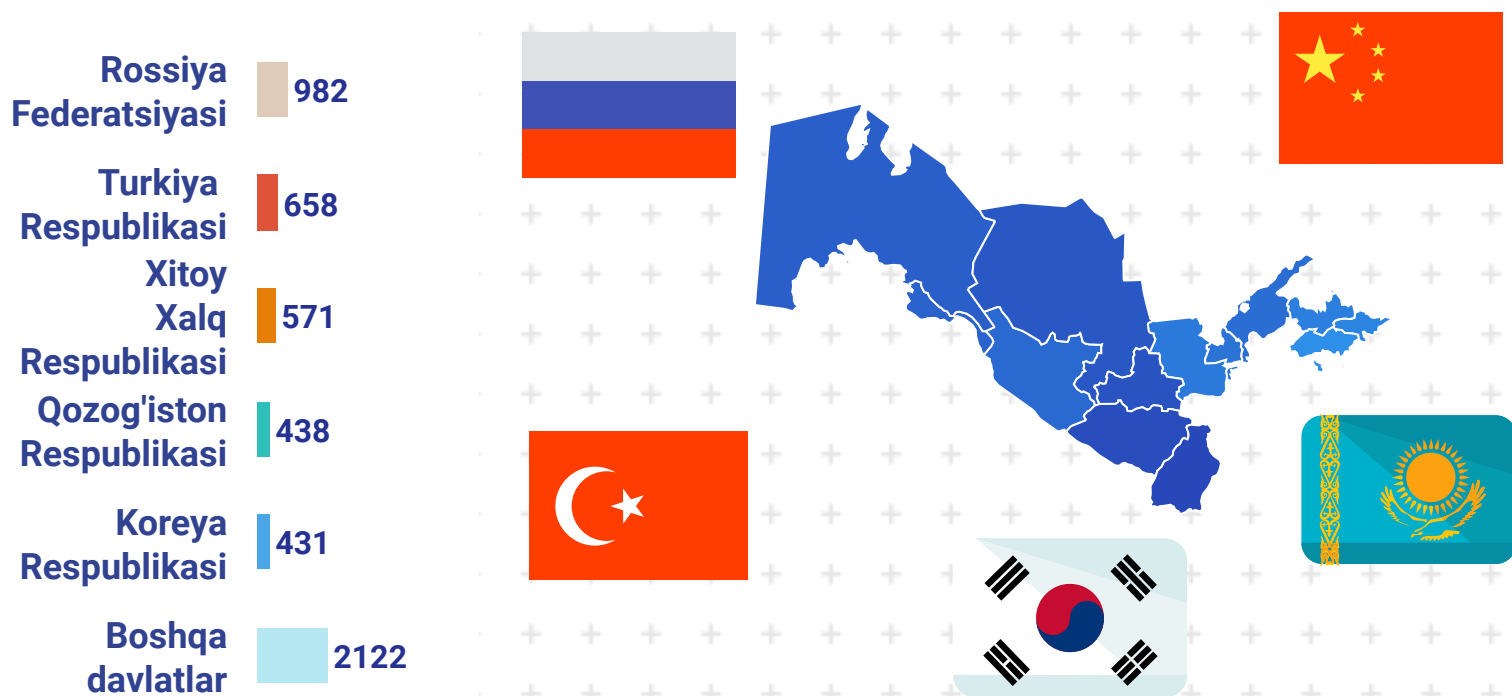 Rossiya
Federatsiyasi
982
Turkiya
Respublikasi
658
Xitoy
Xalq
Respublikasi
571
Qozog'iston
Respublikasi
438
Koreya
Respublikasi
431
Boshqa
davlatlar
2122